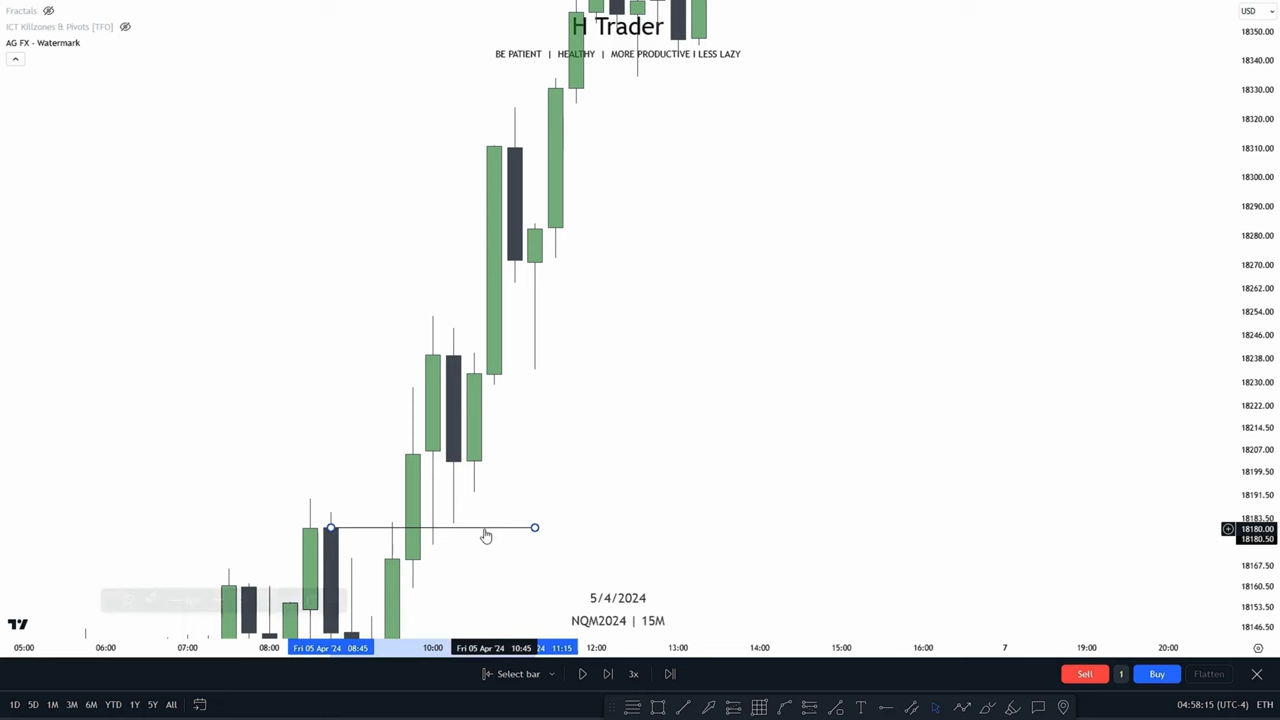 Fractals
ICT Killzones & Pivots [TFO]
AG FX - Watermark
H Trader
BE PATIENT | HEALTHY | MORE PRODUCTIVE I LESS LAZY
USD
18350.00
18340.00
18330.00
18320.00
18310.00
18300.00
18290.00
18280.00
18270.00
18262.00
18254.00
18246.00
18238.00
18230.00
18222.00
18214.50
18207.00
18199.50
18191.50
18183.50
18180.00
18180.50
18167.50
18160.50
18153.50
18146.50
5/4/2024
NQM2024 | 15M
05:00 06:00 07:00 08:00 Fri 05 Apr '24 08:45 10:00 Fri 05 Apr '24 10:45 24 11:15 12:00 13:00 14:00 15:00 16:00 7 19:00 20:00
Select bar 3x Sell 1 Buy Flatten
1D 5D 1M 3M 6M YTD 1Y 5Y All 04:58:15 (UTC-4) ETH